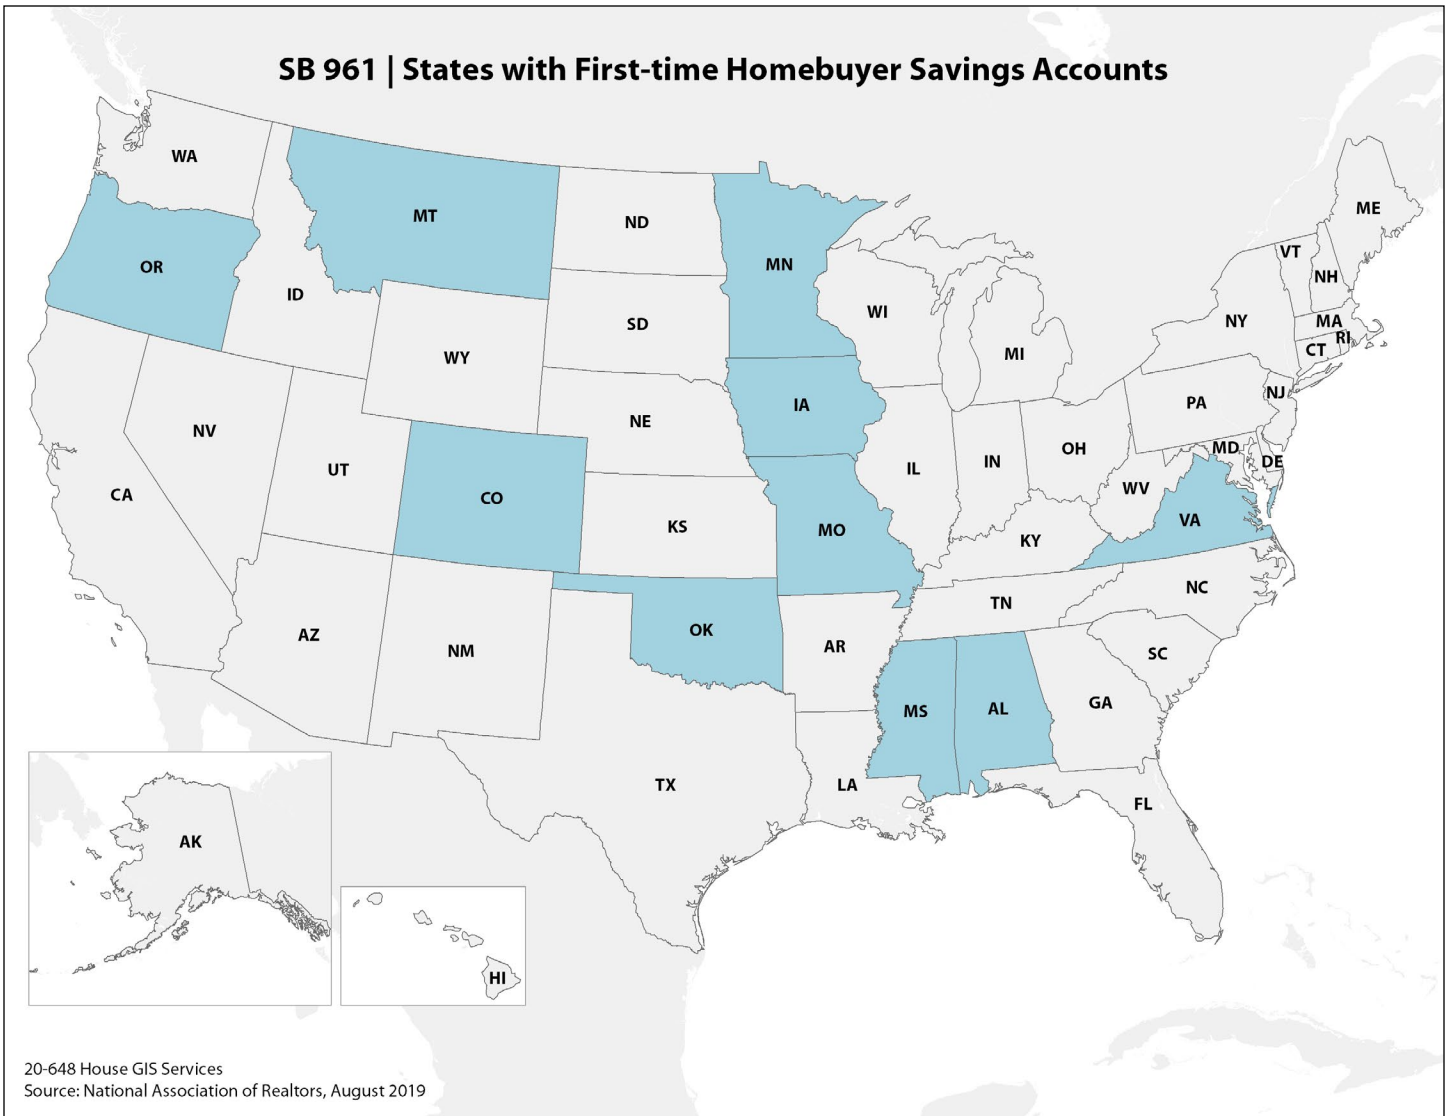 SB 961 | States with First-time Homebuyer Savings Accounts
WA
MT
ND
MN
ME
OR
ID
SD
WI
MI
VT
NH
NY
MA
RI
CT
WY
NE
IA
PA
NJ
NV
UT
CO
KS
MO
IL
IN
OH
WV
MD
DE
VA
CA
KY
AZ
NM
OK
AR
TN
NC
SC
MS
AL
GA
TX
LA
FL
AK
HI
20-648 House GIS Services
Source: National Association of Realtors, August 2019